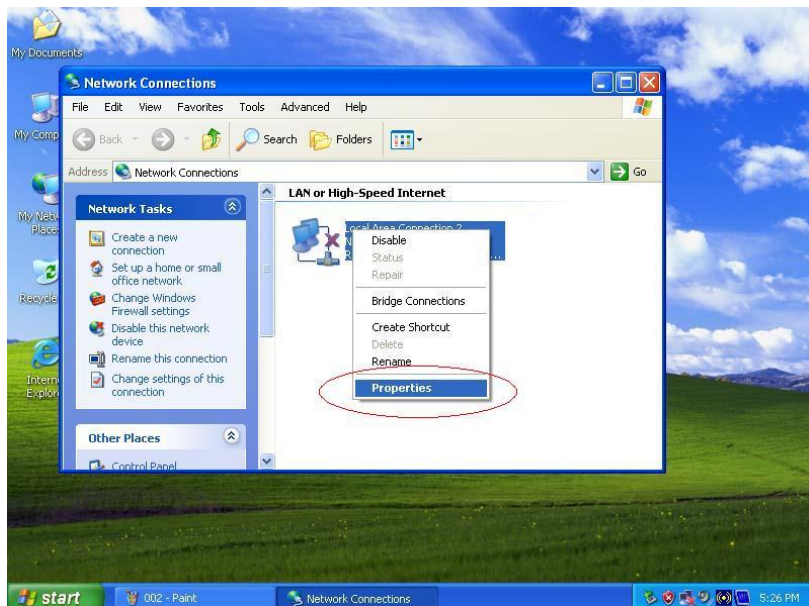 My Documents
My Comp
My Netw
Place
Recycle
Intern
Explor
Network Connections
File Edit View Favorites Tools Advanced Help
Back Search Folders
Address Network Connections Go
Network Tasks
Create a new
connection
Set up a home or small
office network
Change Windows
Firewall settings
Disable this network
device
Rename this connection
Change settings of this
connection
Other Places
Control Panel
LAN or High-Speed Internet
Local Area Connection 2
Disable
Status
Repair
Bridge Connections
Create Shortcut
Delete
Rename
Properties
start 002 - Paint Network Connections 5:26 PM